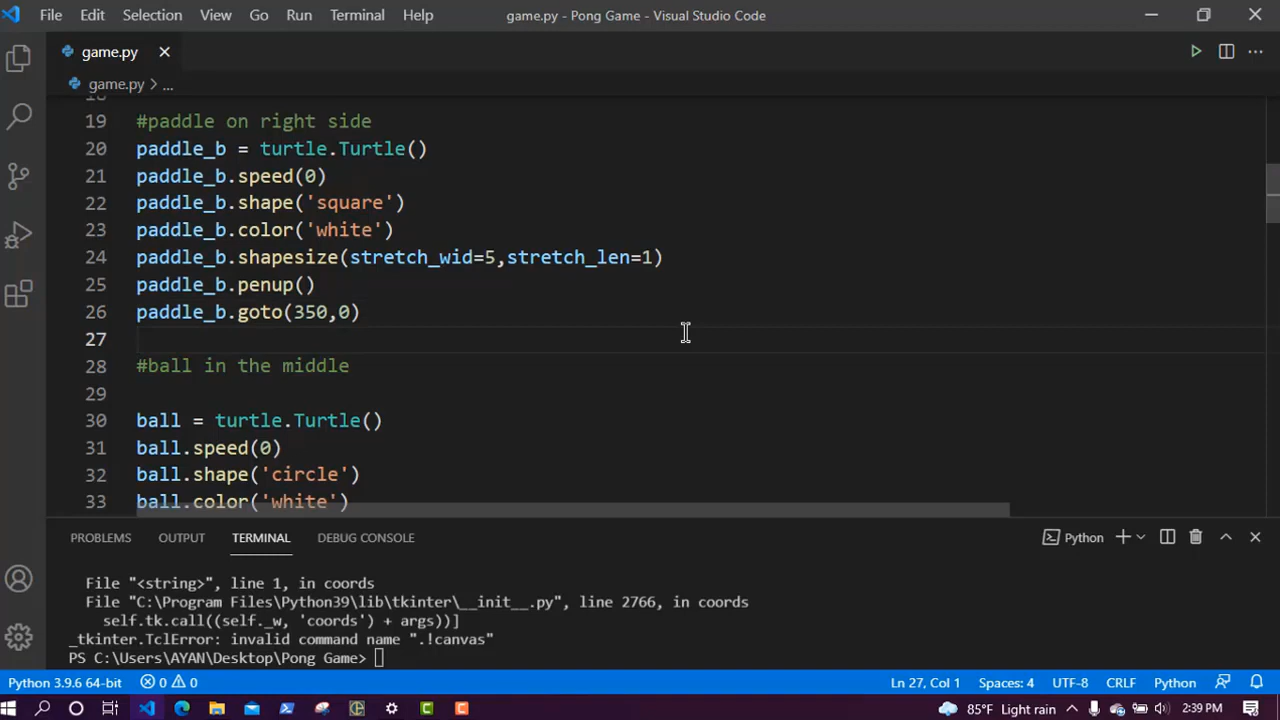 File Edit Selection View Go Run Terminal Help game.py - Pong Game - Visual Studio Code
game.py
game.py > ...
18
19 #paddle on right side
20 paddle_b = turtle.Turtle()
21 paddle_b.speed(0)
22 paddle_b.shape('square')
23 paddle_b.color('white')
24 paddle_b.shapesize(stretch_wid=5,stretch_len=1)
25 paddle_b.penup()
26 paddle_b.goto(350,0)
27
28 #ball in the middle
29
30 ball = turtle.Turtle()
31 ball.speed(0)
32 ball.shape('circle')
33 ball.color('white')
PROBLEMS OUTPUT TERMINAL DEBUG CONSOLE Python
File "<string>", line 1, in coords
File "C:\Program Files\Python39\lib\tkinter\__init__.py", line 2766, in coords
self.tk.call((self._w, 'coords') + args))]
_tkinter.TclError: invalid command name ".!canvas"
PS C:\Users\AYAN\Desktop\Pong Game>
Python 3.9.6 64-bit 0 0 Ln 27, Col 1 Spaces: 4 UTF-8 CRLF Python
85°F Light rain 2:39 PM